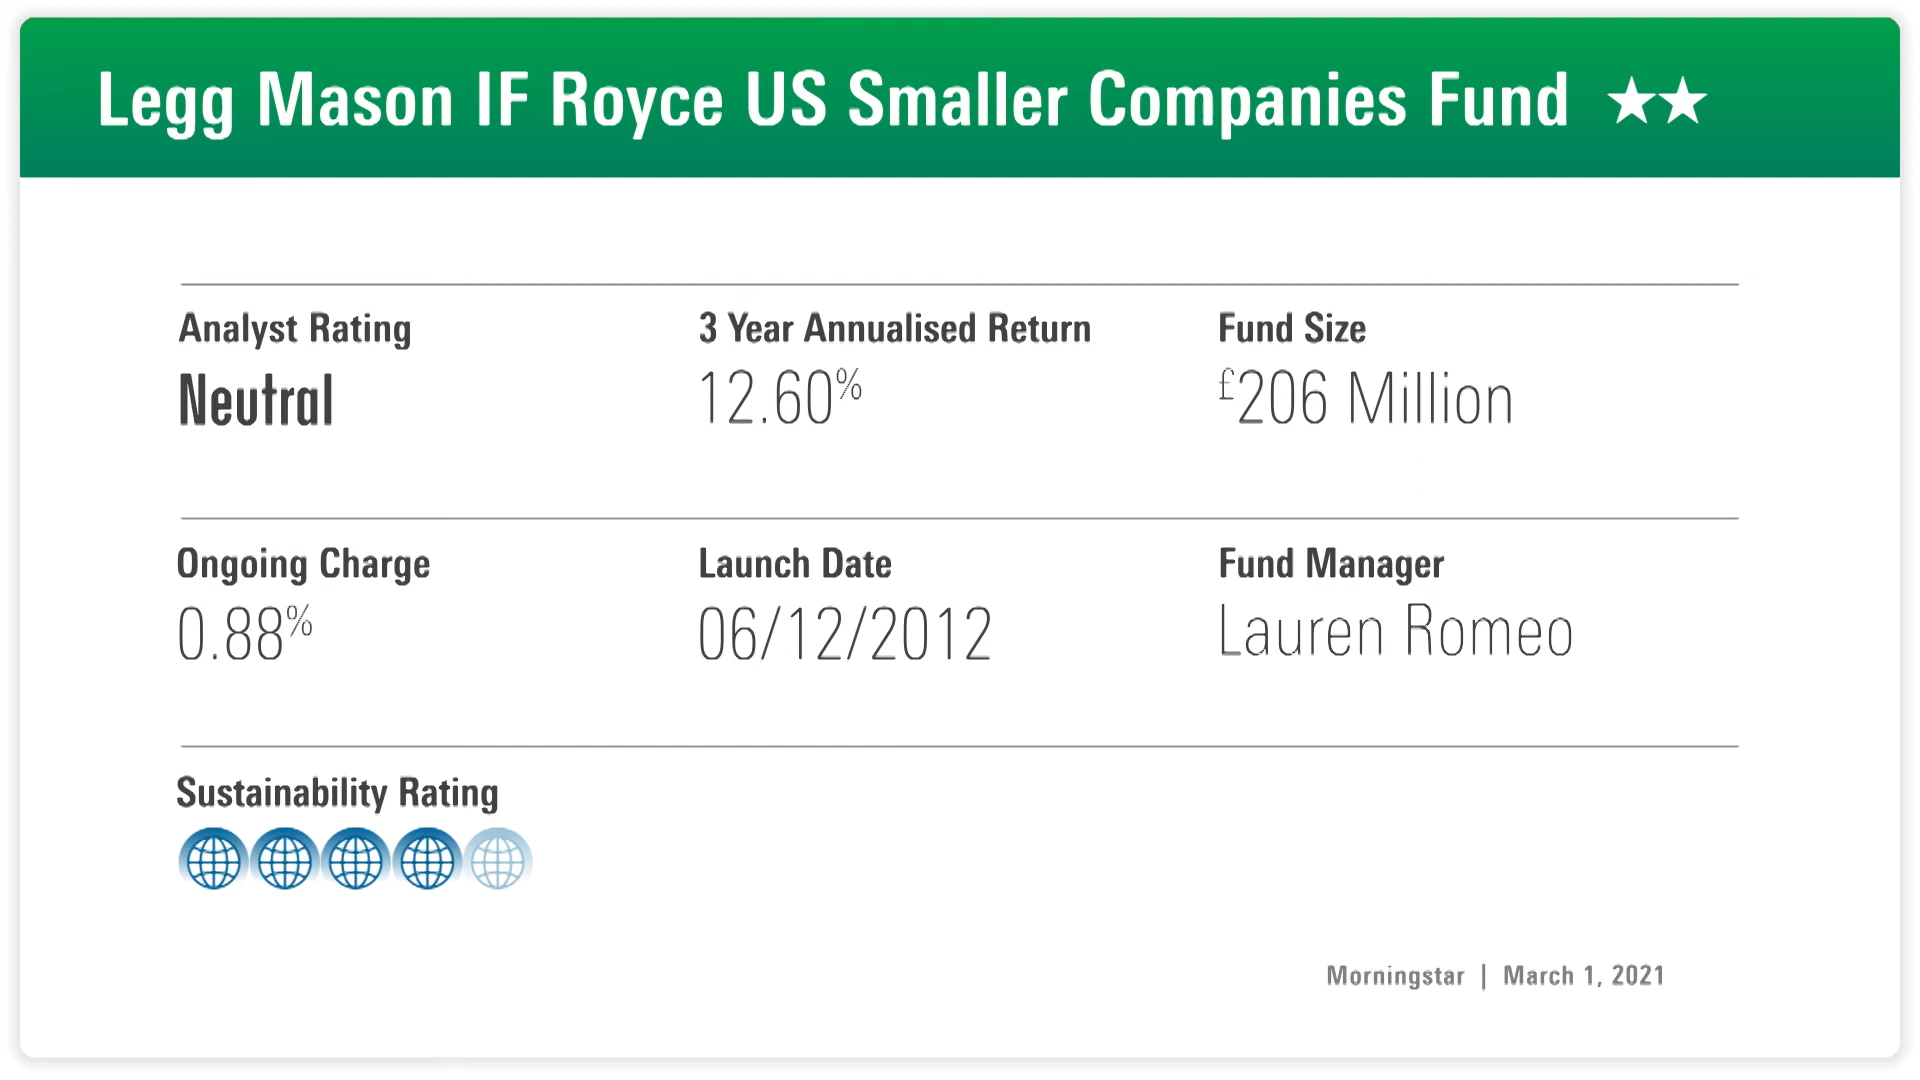 Legg Mason IF Royce US Smaller Companies Fund ★★
Analyst Rating
Neutral
3 Year Annualised Return
12.60%
Fund Size
£206 Million
Ongoing Charge
0.88%
Launch Date
06/12/2012
Fund Manager
Lauren Romeo
Sustainability Rating
Morningstar | March 1, 2021